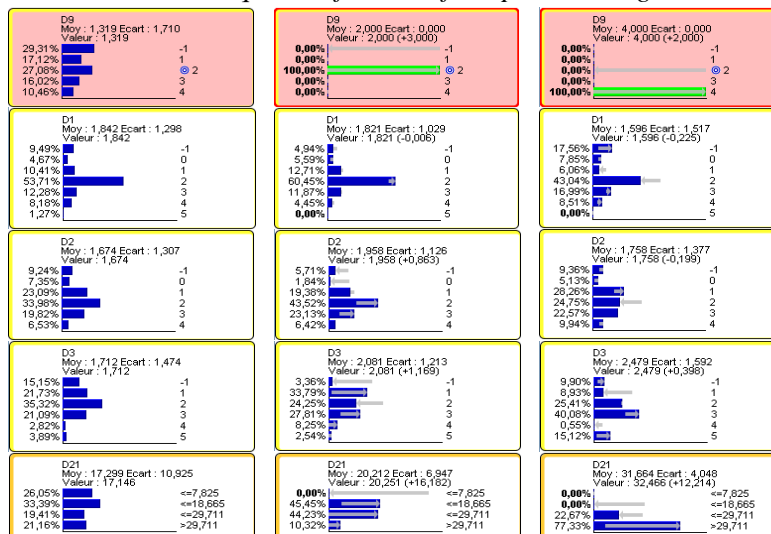 D9
Moy : 1,319 Ecart : 1,710
Valeur : 1,319
29,31% -1
17,12% 1
27,08% 2
16,02% 3
10,46% 4
D9
Moy : 2,000 Ecart : 0,000
Valeur : 2,000 (+3,000)
0,00% -1
0,00% 1
100,00% 2
0,00% 3
0,00% 4
D9
Moy : 4,000 Ecart : 0,000
Valeur : 4,000 (+2,000)
0,00% -1
0,00% 1
0,00% 2
0,00% 3
100,00% 4
D1
Moy : 1,842 Ecart : 1,298
Valeur : 1,842
9,49% -1
4,67% 0
10,41% 1
53,71% 2
12,28% 3
8,18% 4
1,27% 5
D1
Moy : 1,821 Ecart : 1,029
Valeur : 1,821 (-0,006)
4,94% -1
5,59% 0
12,71% 1
60,45% 2
11,87% 3
4,45% 4
0,00% 5
D1
Moy : 1,596 Ecart : 1,517
Valeur : 1,596 (-0,225)
17,56% -1
7,85% 0
6,06% 1
43,04% 2
16,99% 3
8,51% 4
0,00% 5
D2
Moy : 1,674 Ecart : 1,307
Valeur : 1,674
9,24% -1
7,35% 0
23,09% 1
33,98% 2
19,82% 3
6,53% 4
D2
Moy : 1,958 Ecart : 1,126
Valeur : 1,958 (+0,863)
5,71% -1
1,84% 0
19,38% 1
43,52% 2
23,13% 3
6,42% 4
D2
Moy : 1,758 Ecart : 1,377
Valeur : 1,758 (-0,199)
9,36% -1
5,13% 0
28,26% 1
24,75% 2
22,57% 3
9,94% 4
D3
Moy : 1,712 Ecart : 1,474
Valeur : 1,712
15,15% -1
21,73% 1
35,32% 2
21,09% 3
2,82% 4
3,89% 5
D3
Moy : 2,081 Ecart : 1,213
Valeur : 2,081 (+1,169)
3,36% -1
33,79% 1
24,25% 2
27,81% 3
8,25% 4
2,54% 5
D3
Moy : 2,479 Ecart : 1,592
Valeur : 2,479 (+0,398)
9,90% -1
8,93% 1
25,41% 2
40,08% 3
0,55% 4
15,12% 5
D21
Moy : 17,299 Ecart : 10,925
Valeur : 17,146
26,05% <=7,825
33,39% <=18,665
19,41% <=29,711
21,16% >29,711
D21
Moy : 20,212 Ecart : 6,947
Valeur : 20,251 (+16,182)
0,00% <=7,825
45,45% <=18,665
44,23% <=29,711
10,32% >29,711
D21
Moy : 31,664 Ecart : 4,048
Valeur : 32,466 (+12,214)
0,00% <=7,825
0,00% <=18,665
22,67% <=29,711
77,33% >29,711